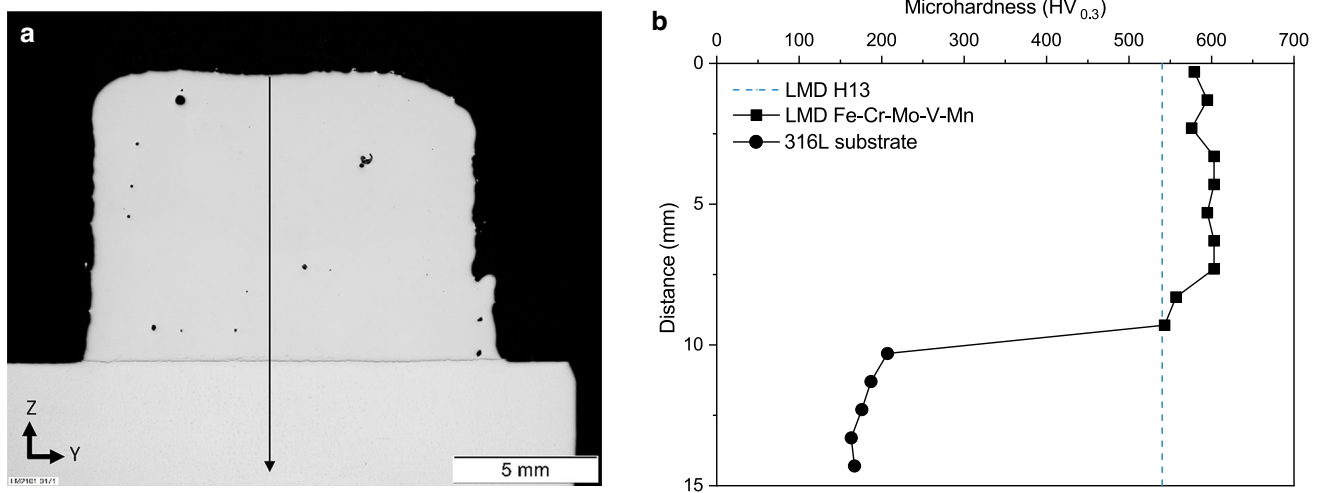 a
Z
Y
5 mm
b
Microhardness (HV 0.3)
0 100 200 300 400 500 600 700
LMD H13
LMD Fe-Cr-Mo-V-Mn
316L substrate
Distance (mm)
0
5
10
15